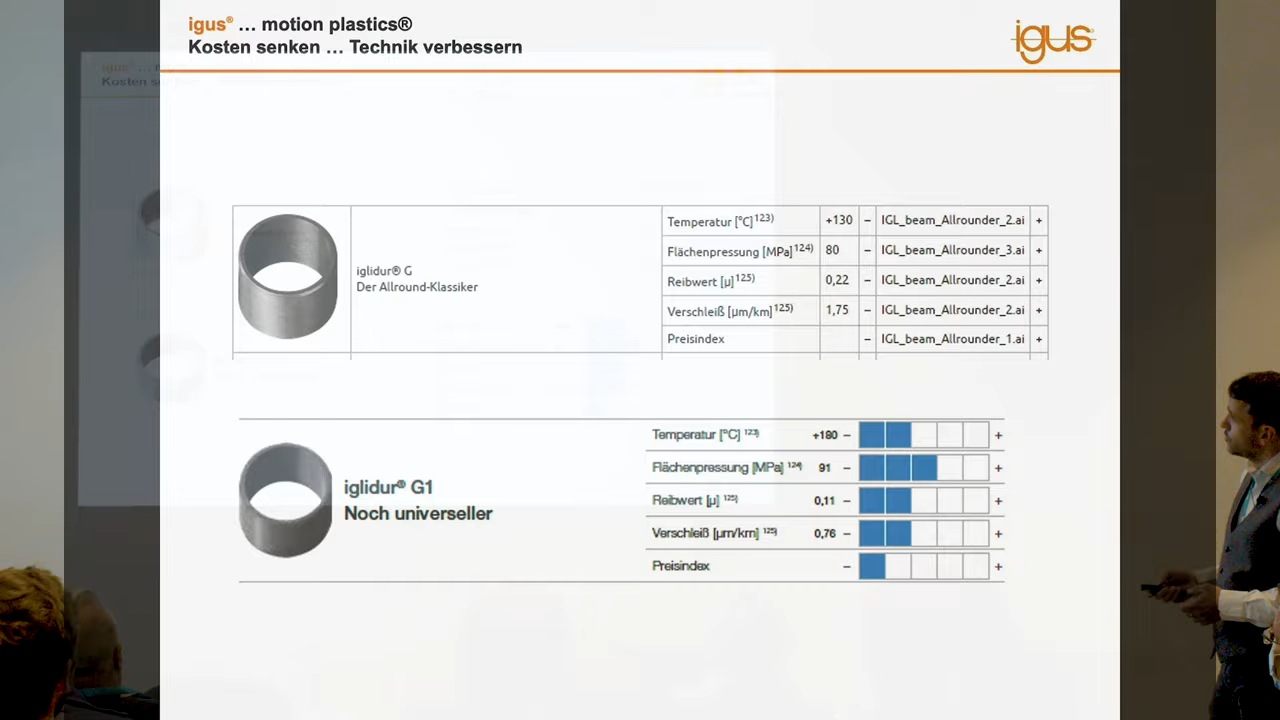 igus® ... motion plastics®
Kosten senken ... Technik verbessern
igus®
Temperatur [°C]123) +130 – IGL_beam_Allrounder_2.ai +
Flächenpressung [MPa]124) 80 – IGL_beam_Allrounder_3.ai +
iglidur® G
Der Allround-Klassiker
Reibwert [µ]125) 0,22 – IGL_beam_Allrounder_2.ai +
Verschleiß [µm/km]125) 1,75 – IGL_beam_Allrounder_2.ai +
Preisindex – IGL_beam_Allrounder_1.ai +
Temperatur [°C] 123) +180 – +
Flächenpressung [MPa] 124) 91 – +
iglidur® G1
Noch universeller
Reibwert [µ] 125) 0,11 – +
Verschleiß [µm/km] 125) 0,76 – +
Preisindex – +
igus
Kosten se